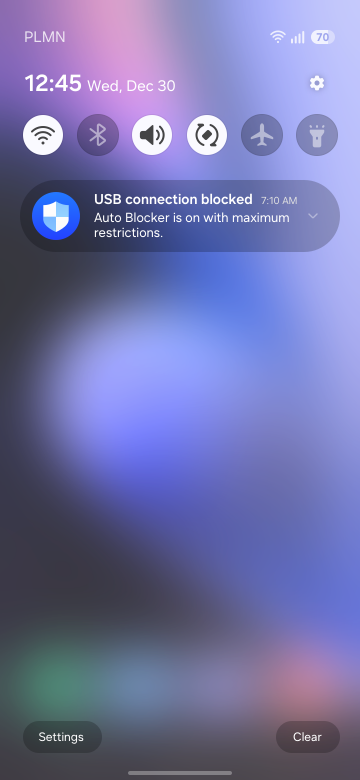 PLMN
70
12:45 Wed, Dec 30
USB connection blocked 7:10 AM
Auto Blocker is on with maximum
restrictions.
Settings
Clear